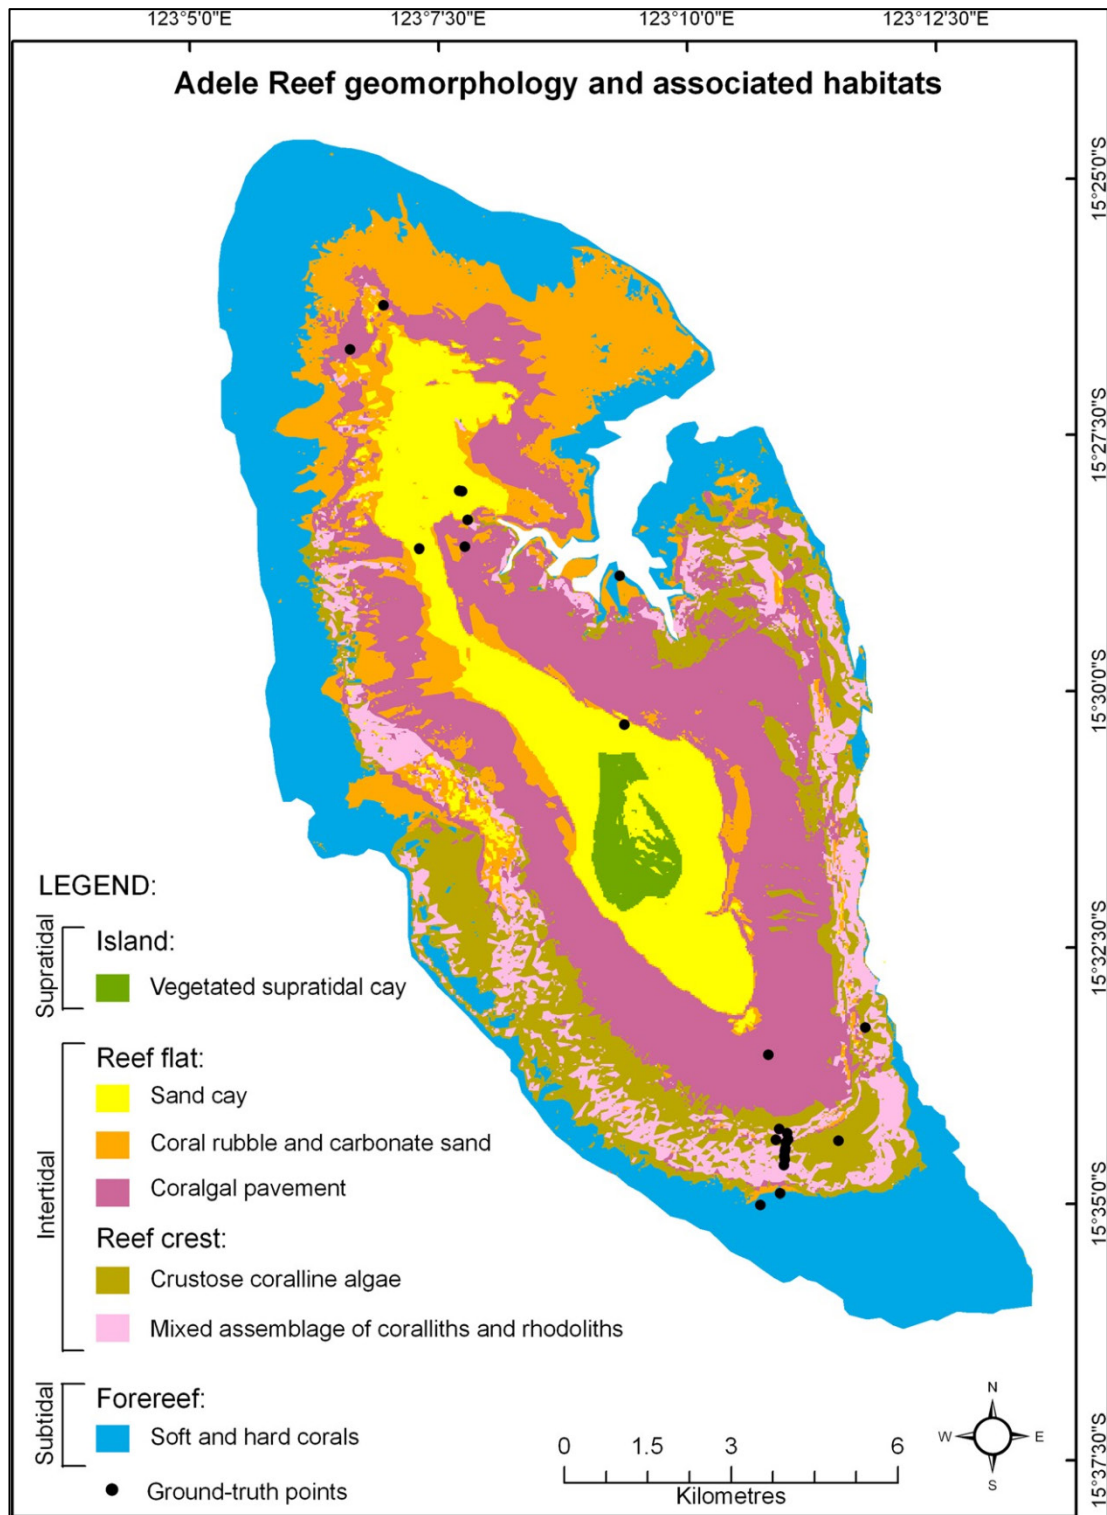 123°5'0"E 123°7'30"E 123°10'0"E 123°12'30"E
Adele Reef geomorphology and associated habitats
15°25'0"S
15°27'30"S
15°30'0"S
15°32'30"S
15°35'0"S
15°37'30"S
LEGEND:
Supratidal
Island:
Vegetated supratidal cay
Intertidal
Reef flat:
Sand cay
Coral rubble and carbonate sand
Coralgal pavement
Reef crest:
Crustose coralline algae
Mixed assemblage of coralliths and rhodoliths
Subtidal
Forereef:
Soft and hard corals
Ground-truth points
0 1.5 3 6
Kilometres
N
W E
S